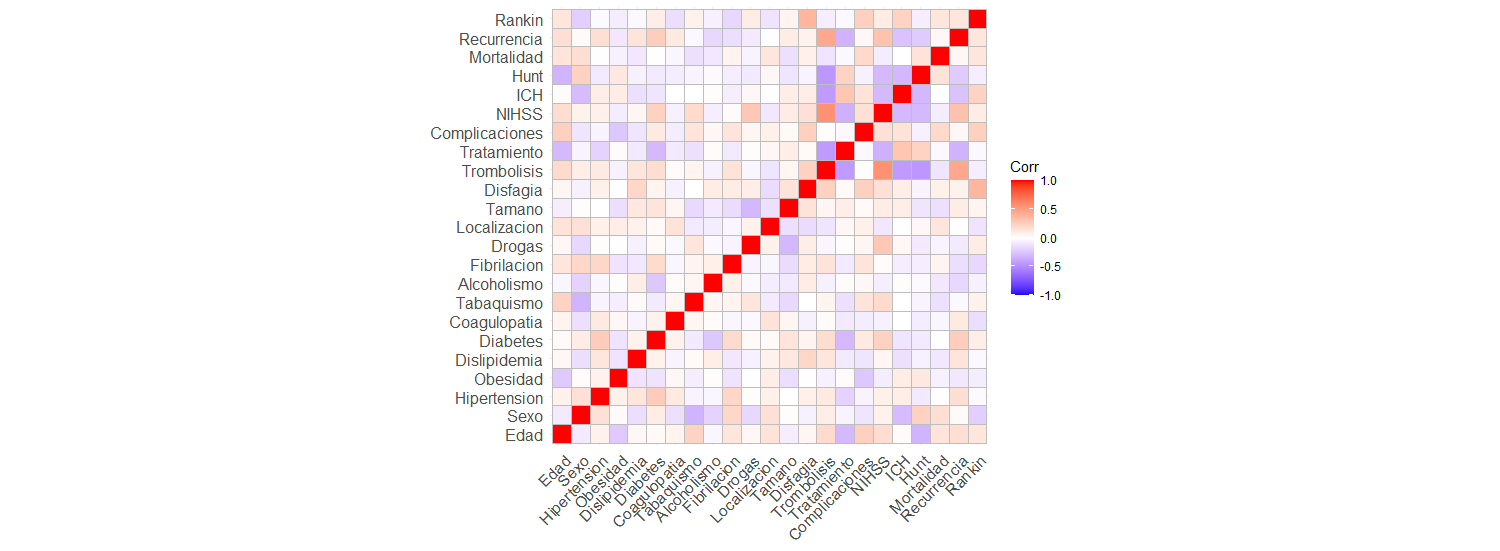 Rankin
Recurrencia
Mortalidad
Hunt
ICH
NIHSS
Complicaciones
Tratamiento
Trombolisis
Disfagia
Tamano
Localizacion
Drogas
Fibrilacion
Alcoholismo
Tabaquismo
Coagulopatia
Diabetes
Dislipidemia
Obesidad
Hipertension
Sexo
Edad
Edad
Sexo
Hipertension
Obesidad
Dislipidemia
Diabetes
Coagulopatia
Tabaquismo
Alcoholismo
Fibrilacion
Drogas
Localizacion
Tamano
Disfagia
Trombolisis
Tratamiento
Complicaciones
NIHSS
ICH
Hunt
Mortalidad
Recurrencia
Rankin
Corr
1.0
0.5
0.0
-0.5
-1.0